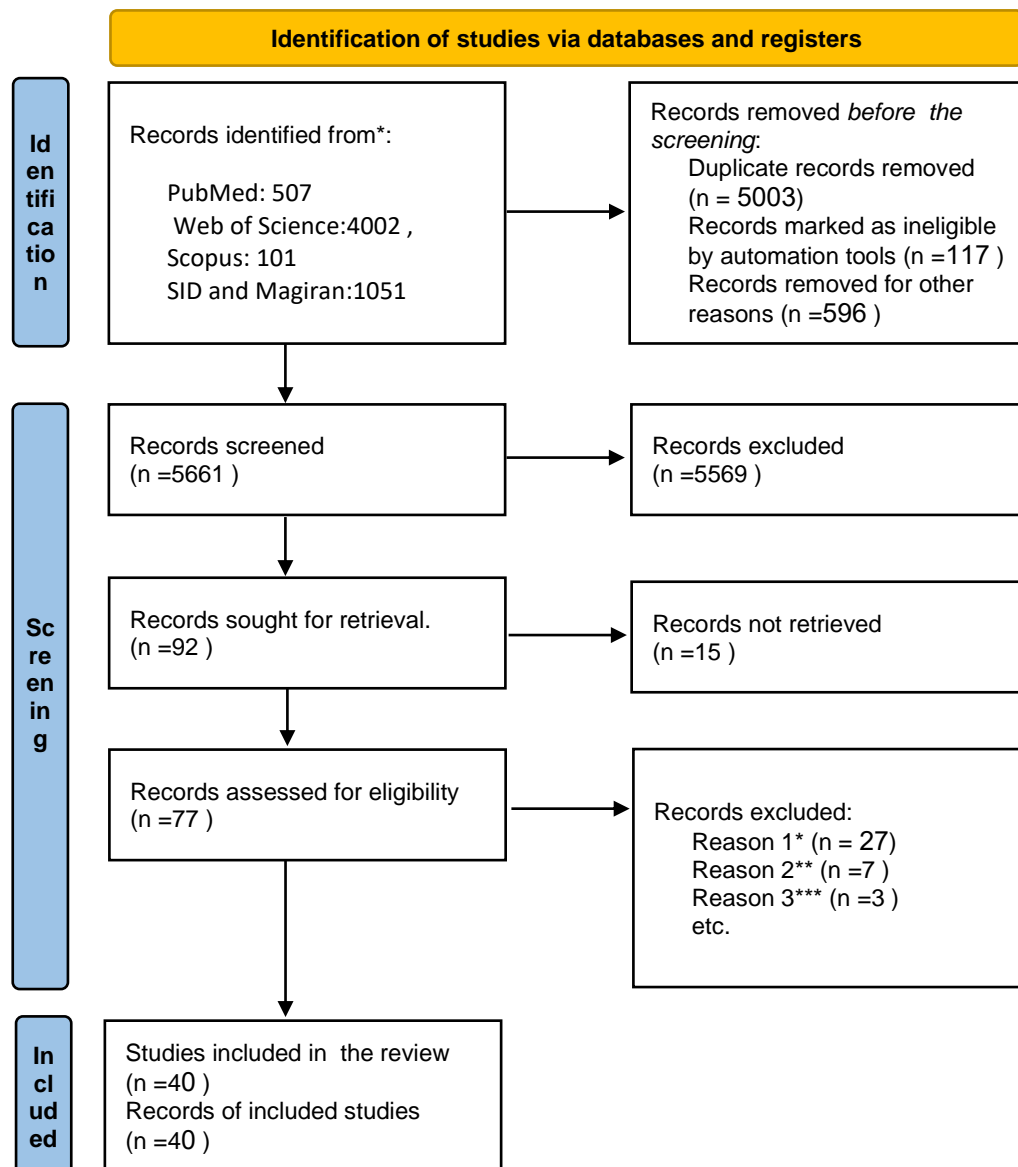 Identification of studies via databases and registers
Id
en
tifi
ca
tio
n
Records identified from*:
PubMed: 507
Web of Science:4002 ,
Scopus: 101
SID and Magiran:1051
Records removed before the
screening:
Duplicate records removed
(n = 5003)
Records marked as ineligible
by automation tools (n =117 )
Records removed for other
reasons (n =596 )
Sc
re
en
in
g
Records screened
(n =5661 )
Records excluded
(n =5569 )
Records sought for retrieval.
(n =92 )
Records not retrieved
(n =15 )
Records assessed for eligibility
(n =77 )
Records excluded:
Reason 1* (n = 27)
Reason 2** (n =7 )
Reason 3*** (n =3 )
etc.
In
cl
ud
ed
Studies included in the review
(n =40 )
Records of included studies
(n =40 )